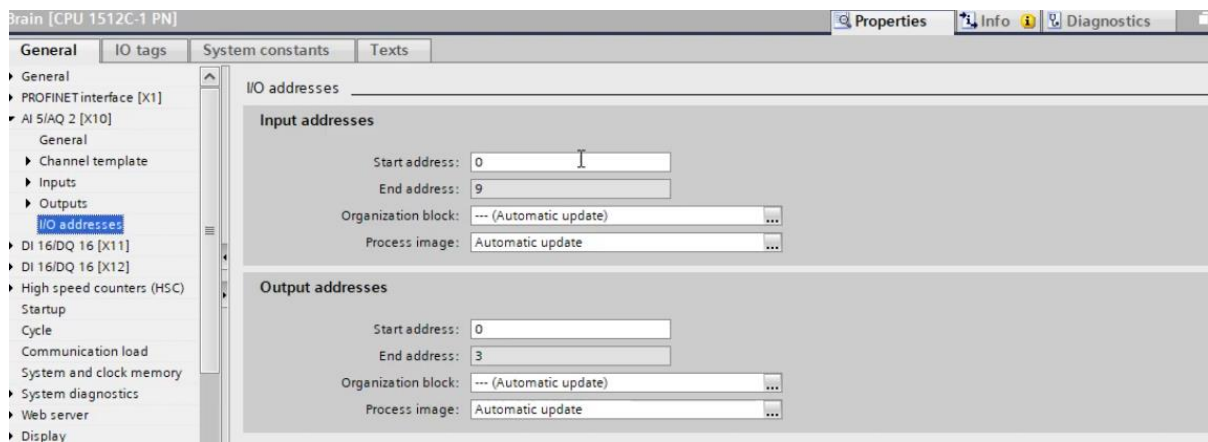 Brain [CPU 1512C-1 PN]
Properties
Info
Diagnostics
General
IO tags
System constants
Texts
General
PROFINET interface [X1]
AI 5/AQ 2 [X10]
General
Channel template
Inputs
Outputs
I/O addresses
DI 16/DQ 16 [X11]
DI 16/DQ 16 [X12]
High speed counters (HSC)
Startup
Cycle
Communication load
System and clock memory
System diagnostics
Web server
Display
I/O addresses
Input addresses
Start address: 0
End address: 9
Organization block: --- (Automatic update) ...
Process image: Automatic update ...
Output addresses
Start address: 0
End address: 3
Organization block: --- (Automatic update) ...
Process image: Automatic update ...